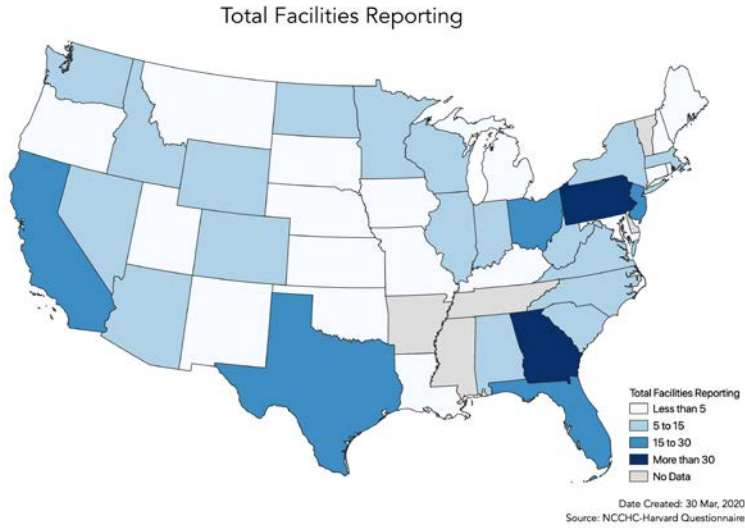 Total Facilities Reporting
Total Facilities Reporting
Less than 5
5 to 15
15 to 30
More than 30
No Data
Date Created: 30 Mar, 2020
Source: NCCHC-Harvard Questionnaire